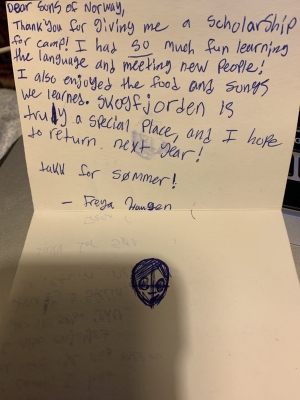 Dear Sons of Norway,
Thank you for giving me a scholarship
for camp! I had so much fun learning
the language and meeting new people!
I also enjoyed the food and songs
we learned. Skogfjorden is
truly a special place, and I hope
to return next year!
takk for sømmer!
- Freya Hansen